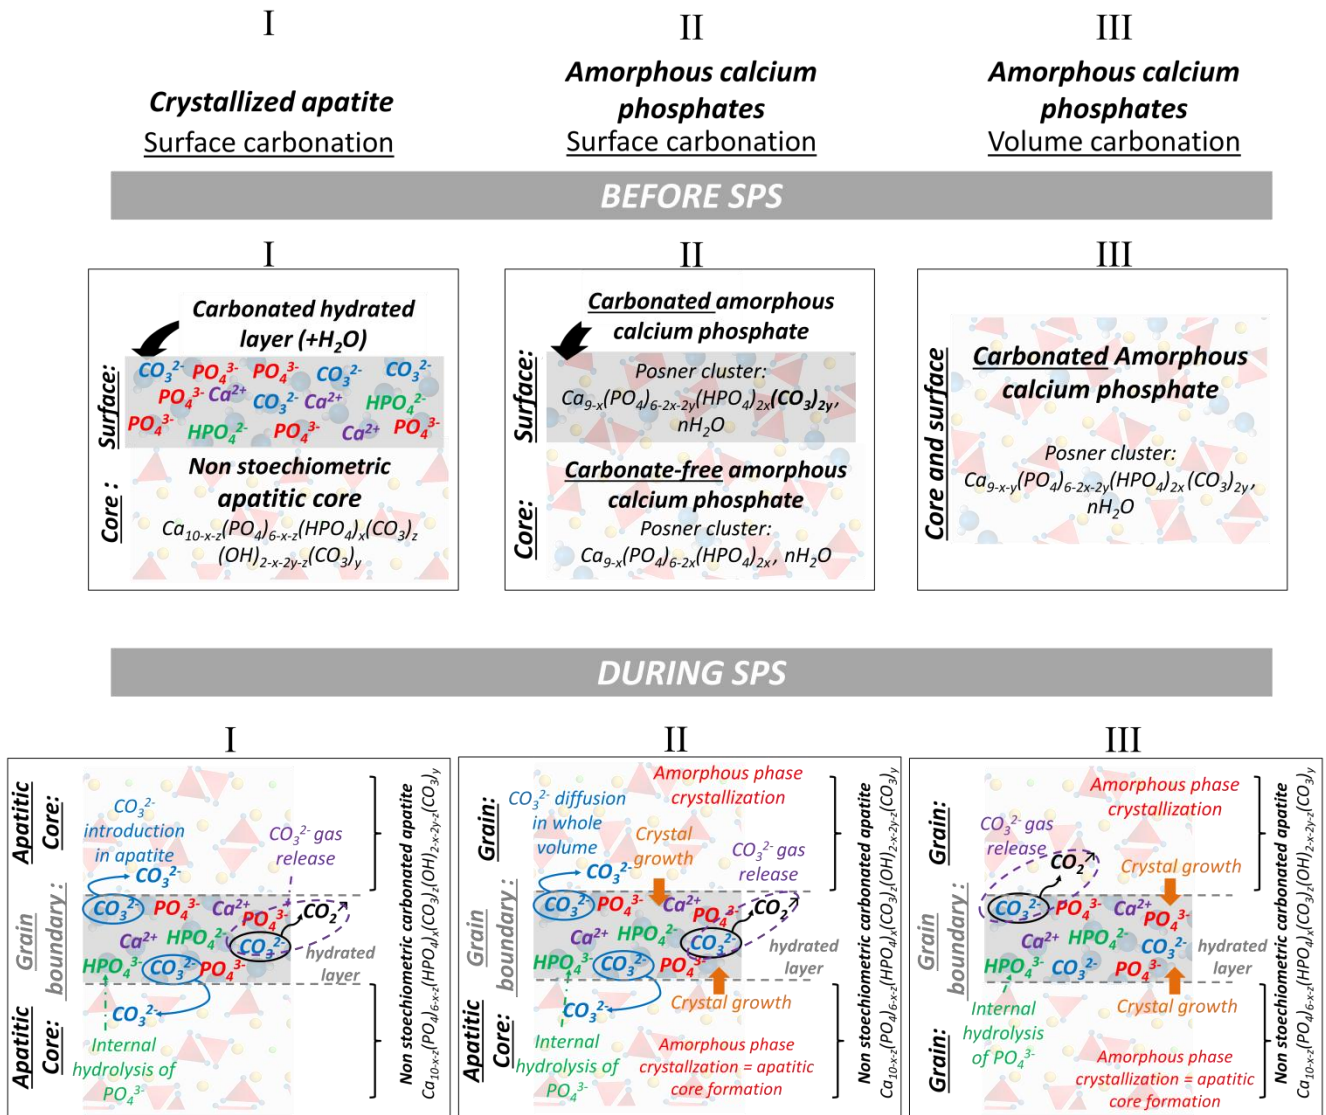 I
II
III
Crystallized apatite
Surface carbonation
Amorphous calcium
phosphates
Surface carbonation
Amorphous calcium
phosphates
Volume carbonation
BEFORE SPS
I
II
III
Carbonated hydrated
layer (+H₂O)
Surface:
CO₃²⁻ PO₄³⁻ PO₄³⁻ CO₃²⁻ CO₃²⁻
PO₄³⁻ Ca²⁺ CO₃²⁻ Ca²⁺ HPO₄²⁻
PO₄³⁻ HPO₄²⁻ PO₄³⁻ Ca²⁺ PO₄³⁻
Core :
Non stoechiometric
apatitic core
Ca₁₀₋ₓ₋z(PO₄)₆₋ₓ₋z(HPO₄)ₓ(CO₃)z
(OH)₂₋ₓ₋₂y₋z(CO₃)y
Carbonated amorphous
calcium phosphate
Surface:
Posner cluster:
Ca₉₋ₓ(PO₄)₆₋₂ₓ₋₂y(HPO₄)₂ₓ(CO₃)₂y,
nH₂O
Core:
Carbonate-free amorphous
calcium phosphate
Posner cluster:
Ca₉₋ₓ(PO₄)₆₋₂ₓ(HPO₄)₂ₓ, nH₂O
Core and surface
Carbonated Amorphous
calcium phosphate
Posner cluster:
Ca₉₋ₓ₋y(PO₄)₆₋₂ₓ₋₂y(HPO₄)₂ₓ(CO₃)₂y,
nH₂O
DURING SPS
I
II
III
Apatitic
Core:
CO₃²⁻
introduction
in apatite
CO₃²⁻
CO₃²⁻ gas
release
Grain
boundary :
CO₃²⁻ PO₄³⁻ Ca²⁺ PO₄³⁻ CO₂
Ca²⁺ HPO₄²⁻ CO₃²⁻
HPO₄³⁻ CO₃²⁻ PO₄³⁻
hydrated
layer
Apatitic
Core:
CO₃²⁻
Internal
hydrolysis of
PO₄³⁻
Non stoechiometric carbonated apatite
Ca₁₀₋ₓ₋z(PO₄)₆₋ₓ₋z(HPO₄)ₓ(CO₃)z(OH)₂₋ₓ₋₂y₋z(CO₃)y
Grain:
CO₃²⁻ diffusion
in whole
volume
CO₃²⁻
Amorphous phase
crystallization
Crystal
growth
CO₃²⁻ gas
release
Grain
boundary :
CO₃²⁻ PO₄³⁻ Ca²⁺ PO₄³⁻ CO₂
Ca²⁺ HPO₄²⁻ CO₃²⁻
HPO₄³⁻ CO₃²⁻ PO₄³⁻
hydrated
layer
Apatitic
Core:
CO₃²⁻
Crystal growth
Internal
hydrolysis of
PO₄³⁻
Amorphous phase
crystallization = apatitic
core formation
Non stoechiometric carbonated apatite
Ca₁₀₋ₓ₋z(PO₄)₆₋ₓ₋z(HPO₄)ₓ(CO₃)z(OH)₂₋ₓ₋₂y₋z(CO₃)y
Grain:
Amorphous phase
crystallization
CO₃²⁻ gas
release
CO₂
Crystal growth
Grain
boundary :
CO₃²⁻ PO₄³⁻ Ca²⁺ PO₄³⁻
Ca²⁺ HPO₄²⁻ CO₃²⁻
HPO₄³⁻ CO₃²⁻ PO₄³⁻
hydrated
layer
Grain:
Crystal growth
Internal
hydrolysis
of PO₄³⁻
Amorphous phase
crystallization = apatitic
core formation
Non stoechiometric carbonated apatite
Ca₁₀₋ₓ₋z(PO₄)₆₋ₓ₋z(HPO₄)ₓ(CO₃)z(OH)₂₋ₓ₋₂y₋z(CO₃)y